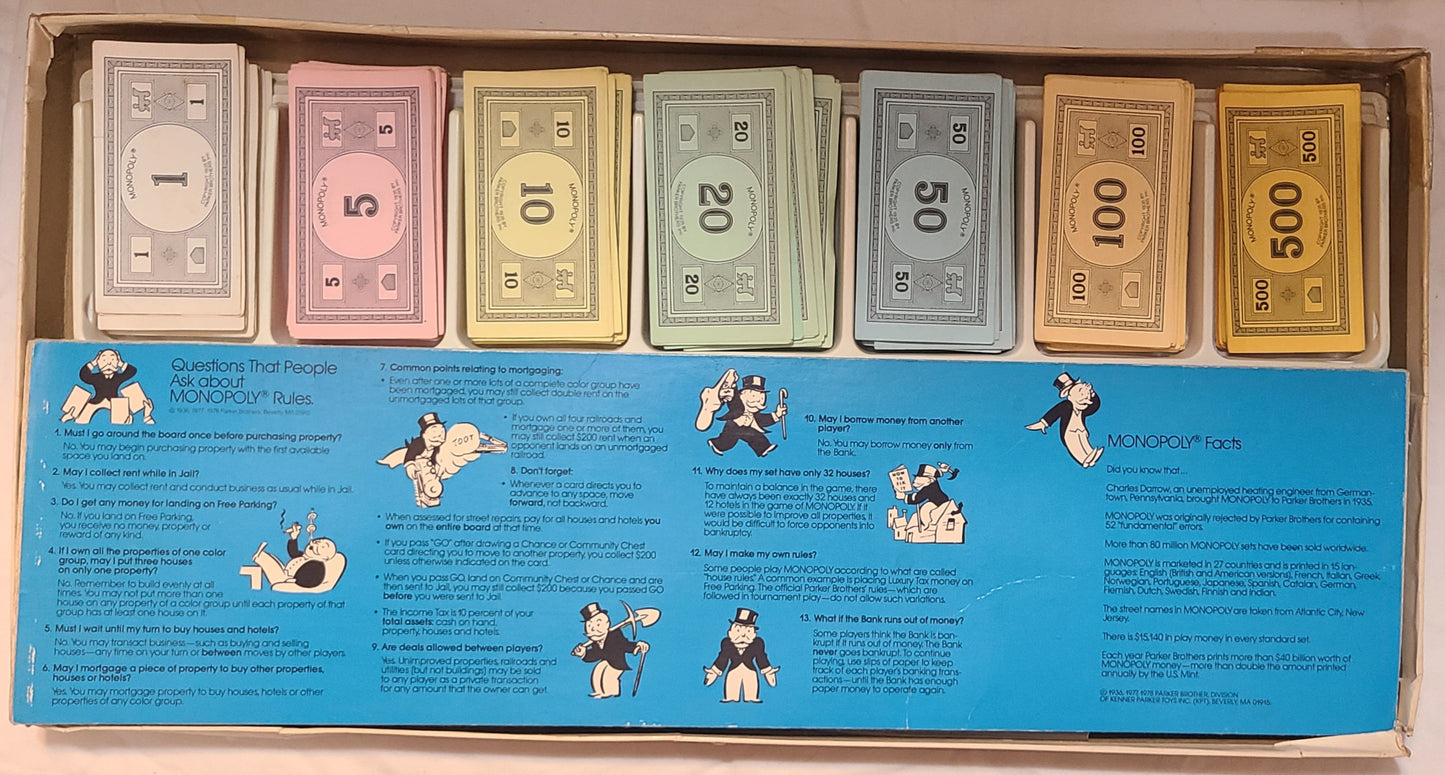 1
MONOPOLY®
1
1
5
MONOPOLY®
5
5
10
MONOPOLY®
10
10
20
MONOPOLY®
20
20
50
MONOPOLY®
50
50
100
MONOPOLY®
100
100
500
MONOPOLY®
500
500
Questions That People
Ask about
MONOPOLY® Rules.
© 1936, 1977, 1978 Parker Brothers, Beverly, MA 01915
1. Must I go around the board once before purchasing property?
No. You may begin purchasing property with the first available
space you land on.
2. May I collect rent while in Jail?
Yes. You may collect rent and conduct business as usual while in Jail.
3. Do I get any money for landing on Free Parking?
No. If you land on Free Parking,
you receive no money, property or
reward of any kind.
4. If I own all the properties of one color
group, may I put three houses
on only one property?
No. Remember to build evenly at all
times. You may not put more than one
house on any property of a color group until each property of that
group has at least one house on it.
5. Must I wait until my turn to buy houses and hotels?
No. You may transact business—such as buying and selling
houses—any time on your turn or between moves by other players.
6. May I mortgage a piece of property to buy other properties,
houses or hotels?
Yes. You may mortgage property to buy houses, hotels or other
properties of any color group.
7. Common points relating to mortgaging:
• Even after one or more lots of a complete color group have
been mortgaged, you may still collect double rent on the
unmortgaged lots of that group.
TOOT
• If you own all four railroads and
mortgage one or more of them, you
may still collect $200 rent when an
opponent lands on an unmortgaged
railroad.
8. Don't forget:
• Whenever a card directs you to
advance to any space, move
forward, not backward.
• When assessed for street repairs, pay for all houses and hotels you
own on the entire board at that time.
• If you pass "GO" after drawing a Chance or Community Chest
card directing you to move to another property, you collect $200
unless otherwise indicated on the card.
• When you pass GO, land on Community Chest or Chance and are
then sent to Jail, you may still collect $200 because you passed GO
before you were sent to Jail.
• The Income Tax is 10 percent of your
total assets: cash on hand,
property, houses and hotels.
9. Are deals allowed between players?
Yes. Unimproved properties, railroads and
utilities (but not buildings) may be sold
to any player as a private transaction
for any amount that the owner can get.
10. May I borrow money from another
player?
No. You may borrow money only from
the Bank.
11. Why does my set have only 32 houses?
To maintain a balance in the game, there
have always been exactly 32 houses and
12 hotels in the game of MONOPOLY. If it
were possible to improve all properties, it
would be difficult to force opponents into
bankruptcy.
HOW
TO
FIX
IT
12. May I make my own rules?
Some people play MONOPOLY according to what are called
"house rules." A common example is placing Luxury Tax money on
Free Parking. The official Parker Brothers' rules—which are
followed in tournament play—do not allow such variations.
13. What if the Bank runs out of money?
Some players think the Bank is ban-
krupt if it runs out of money. The Bank
never goes bankrupt. To continue
playing, use slips of paper to keep
track of each player's banking trans-
actions—until the Bank has enough
paper money to operate again.
MONOPOLY® Facts
Did you know that...
Charles Darrow, an unemployed heating engineer from German-
town, Pennsylvania, brought MONOPOLY to Parker Brothers in 1935.
MONOPOLY was originally rejected by Parker Brothers for containing
52 "fundamental" errors.
More than 80 million MONOPOLY sets have been sold worldwide.
MONOPOLY is marketed in 27 countries and is printed in 15 lan-
guages: English (British and American versions), French, Italian, Greek,
Norwegian, Portuguese, Japanese, Spanish, Catalan, German,
Flemish, Dutch, Swedish, Finnish and Indian.
The street names in MONOPOLY are taken from Atlantic City, New
Jersey.
There is $15,140 in play money in every standard set.
Each year Parker Brothers prints more than $40 billion worth of
MONOPOLY money—more than double the amount printed
annually by the U.S. Mint.
© 1936, 1977, 1978 PARKER BROTHER, DIVISION
OF KENNER PARKER TOYS INC. (KPT), BEVERLY, MA 01915.